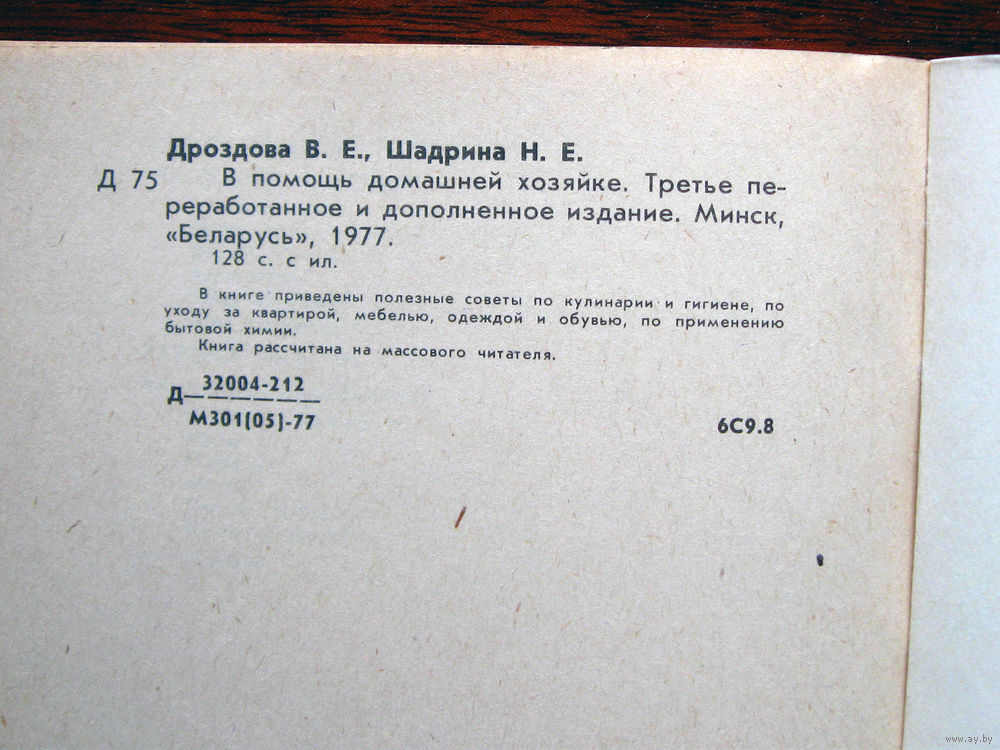 Дроздова В. Е., Шадрина Н. Е.
Д 75 В помощь домашней хозяйке. Третье пе-
реработанное и дополненное издание. Минск,
«Беларусь», 1977.
128 с. с ил.
В книге приведены полезные советы по кулинарии и гигиене, по
уходу за квартирой, мебелью, одеждой и обувью, по применению
бытовой химии.
Книга рассчитана на массового читателя.
32004-212
Д—————
М301(05)-77 6С9.8
www.ay.by